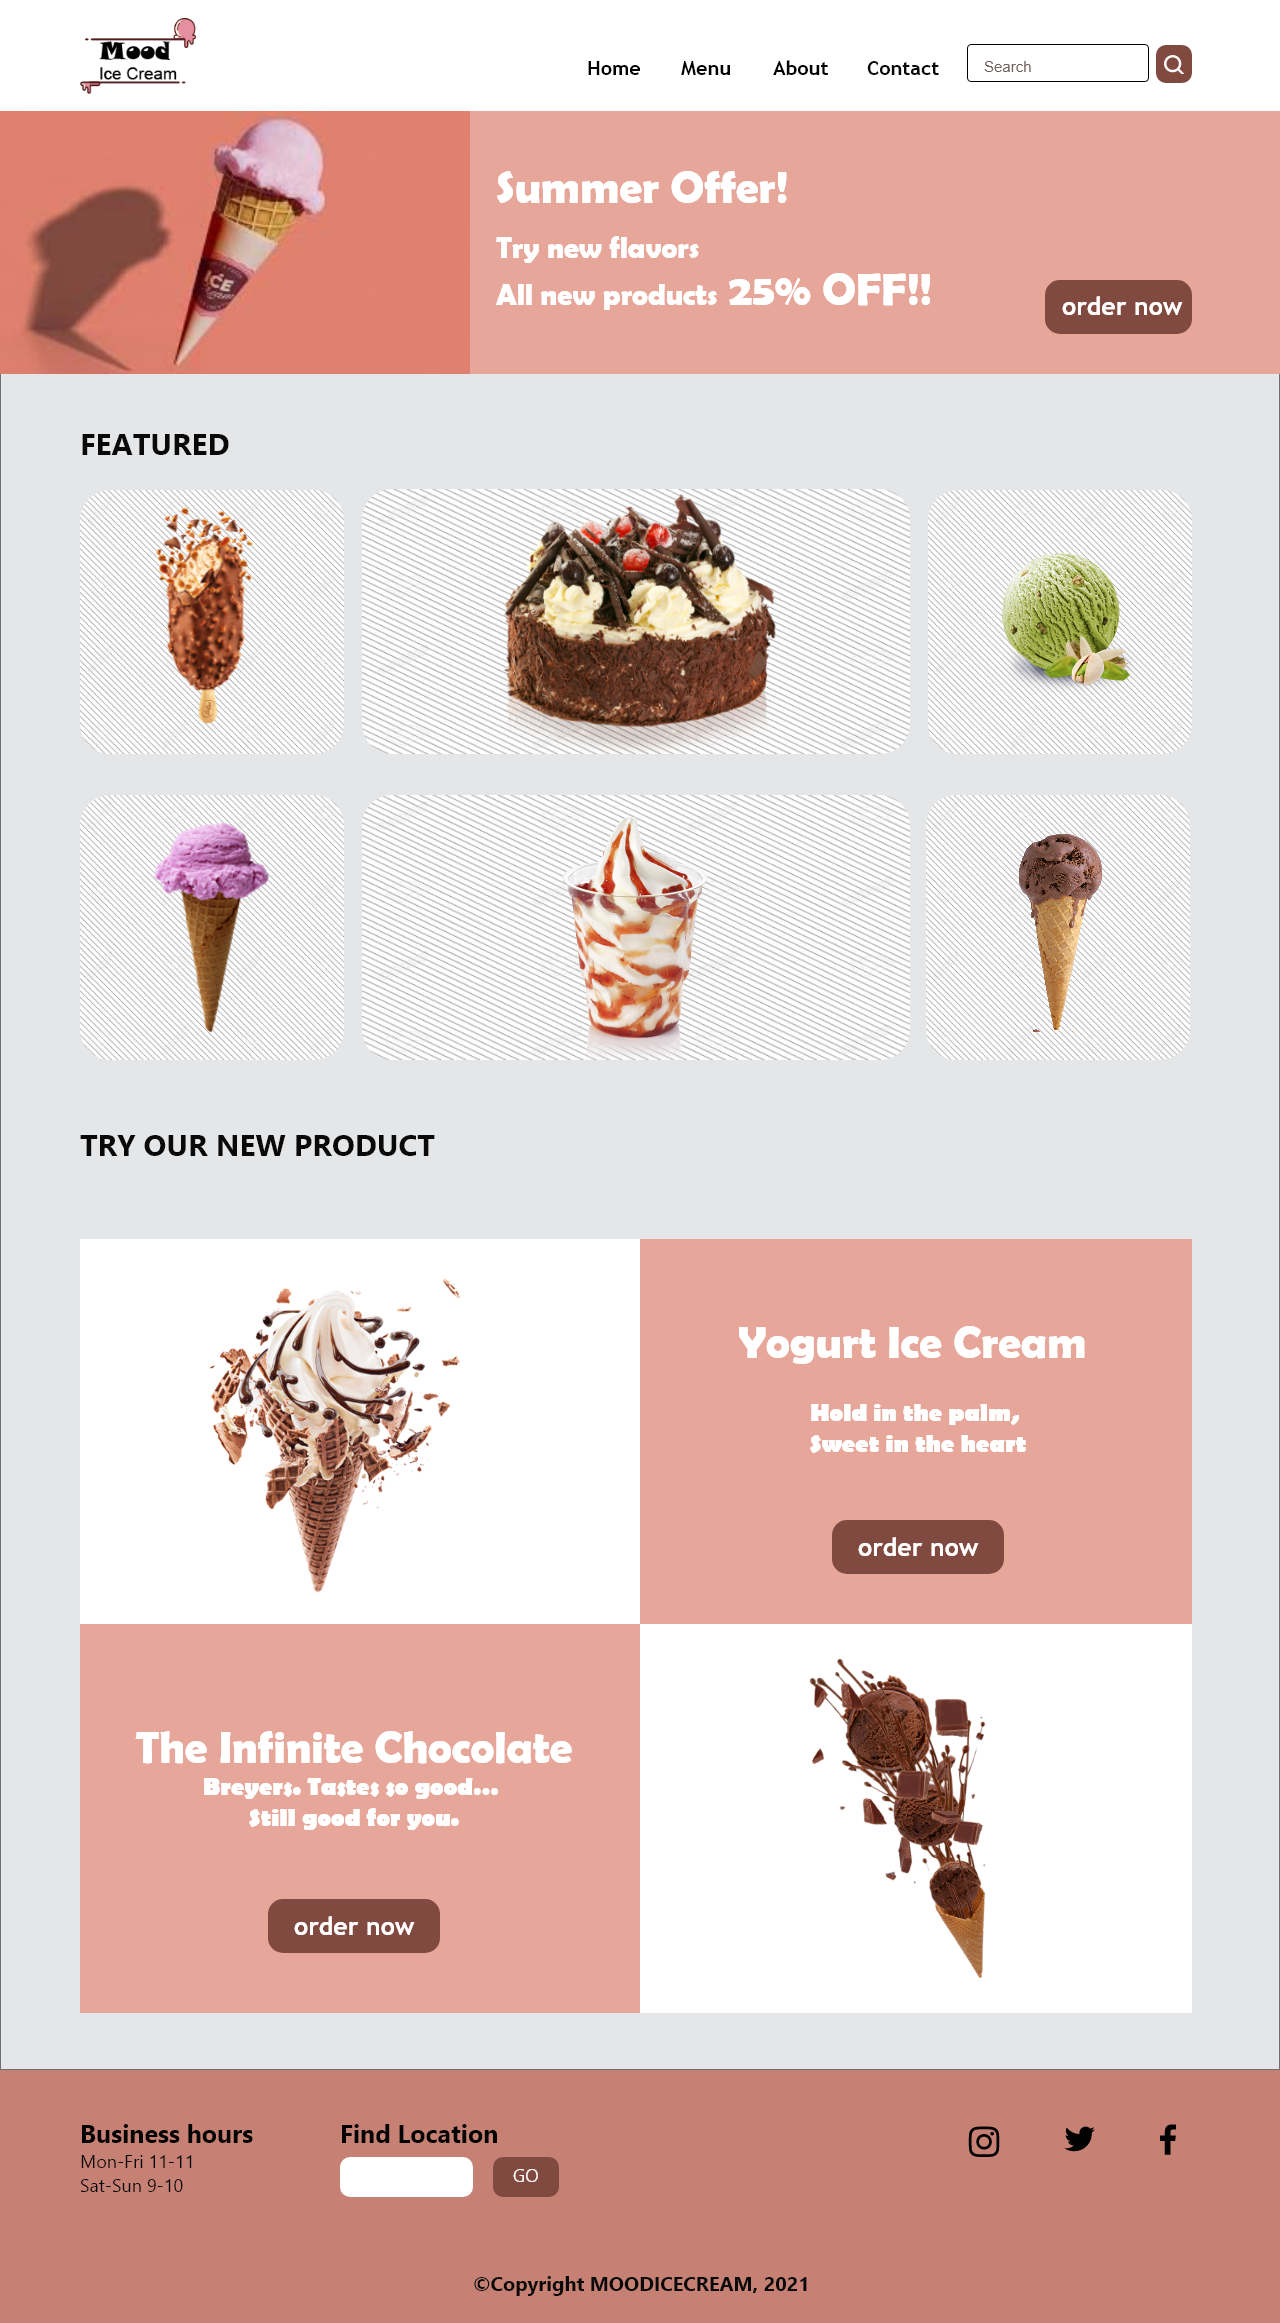 Mood
Ice Cream
Home Menu About Contact Search
Summer Offer!
Try new flavors
All new products 25% OFF!!
order now
ICE
FEATURED
TRY OUR NEW PRODUCT
Yogurt Ice Cream
Hold in the palm,
Sweet in the heart
order now
The Infinite Chocolate
Breyers. Tastes so good...
Still good for you.
order now
Business hours
Mon-Fri 11-11
Sat-Sun 9-10
Find Location
GO
©Copyright MOODICECREAM, 2021